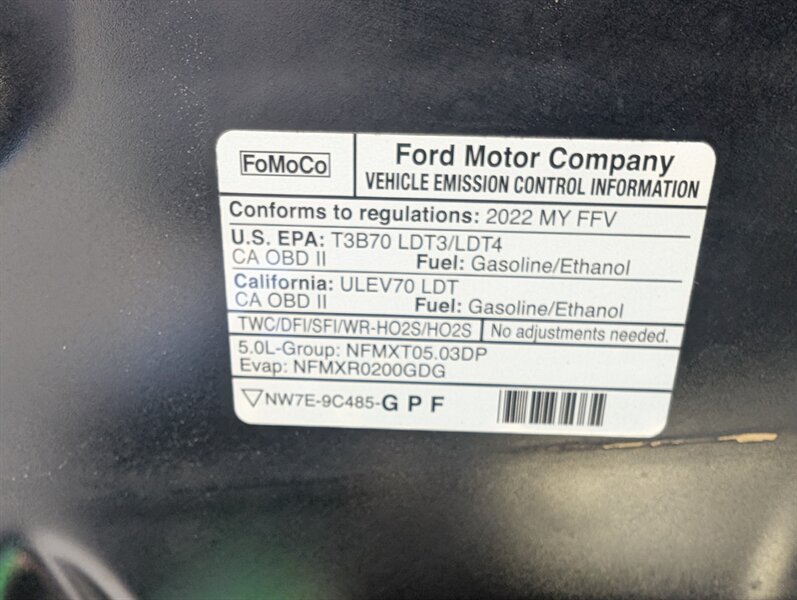 FoMoCo
Ford Motor Company
VEHICLE EMISSION CONTROL INFORMATION
Conforms to regulations: 2022 MY FFV
U.S. EPA: T3B70 LDT3/LDT4
CA OBD II Fuel: Gasoline/Ethanol
California: ULEV70 LDT
CA OBD II Fuel: Gasoline/Ethanol
TWC/DFI/SFI/WR-HO2S/HO2S No adjustments needed.
5.0L-Group: NFMXT05.03DP
Evap: NFMXR0200GDG
NW7E-9C485-G P F